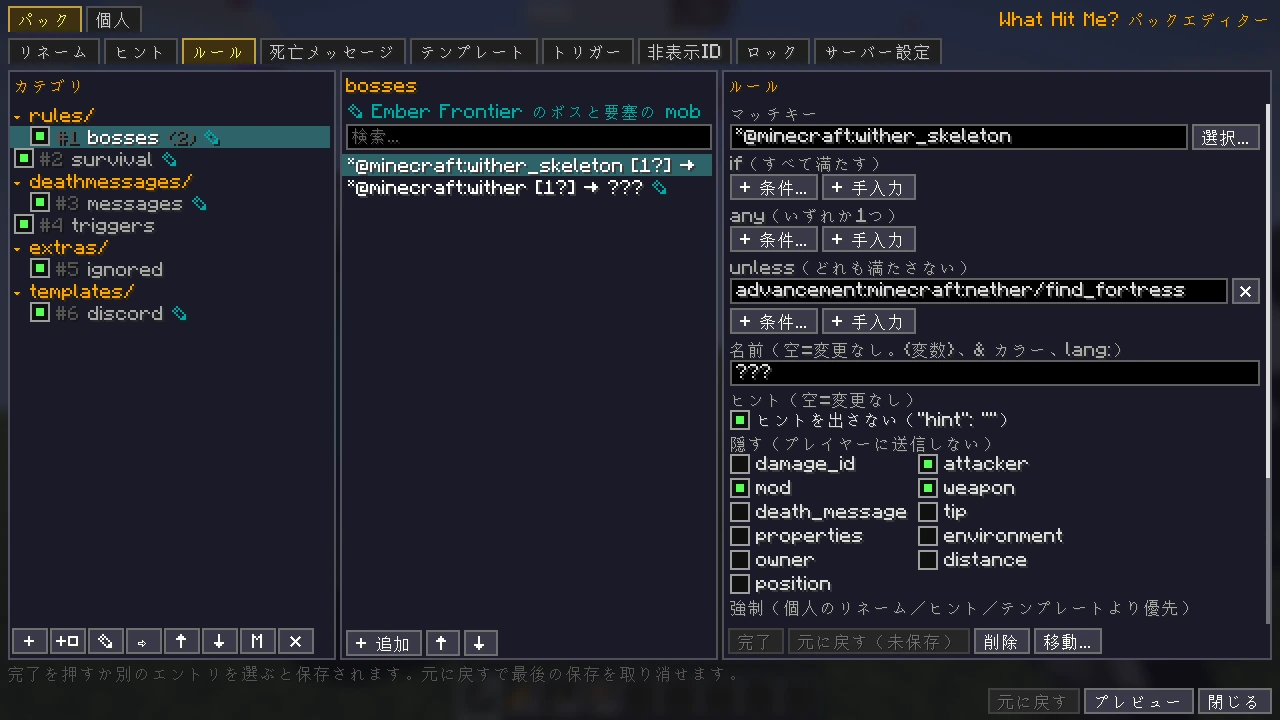 パック 個人 What Hit Me? パックエディター
リネーム ヒント ルール 死亡メッセージ テンプレート トリガー 非表示ID ロック サーバー設定
カテゴリ
rules/
#1 bosses (2)
#2 survival
deathmessages/
#3 messages
#4 triggers
extras/
#5 ignored
templates/
#6 discord
+ +□ ⇨ ↑ ↓ M ×
bosses
Ember Frontier のボスと要塞の mob
検索...
*@minecraft:wither_skeleton [1?] →
*@minecraft:wither [1?] → ???
+ 追加 ↑ ↓
ルール
マッチキー
*@minecraft:wither_skeleton 選択...
if (すべて満たす)
+ 条件... + 手入力
any (いずれか1つ)
+ 条件... + 手入力
unless (どれも満たさない)
advancement:minecraft:nether/find_fortress ×
+ 条件... + 手入力
名前 (空=変更なし。{変数}、& カラー、lang:)
???
ヒント (空=変更なし)
ヒントを出さない ("hint": "")
隠す (プレイヤーに送信しない)
damage_id attacker
mod weapon
death_message tip
properties environment
owner distance
position
強制 (個人のリネーム/ヒント/テンプレートより優先)
完了 元に戻す (未保存) 削除 移動...
完了を押すか別のエントリを選ぶと保存されます。元に戻すで最後の保存を取り消せます。
元に戻す プレビュー 閉じる